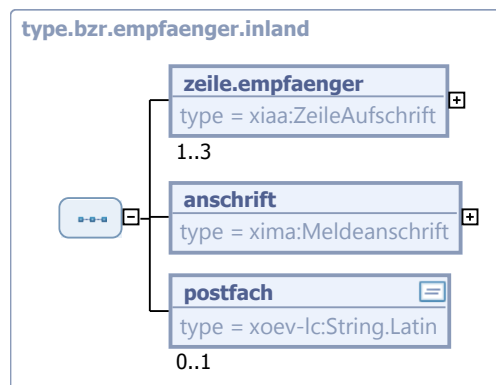 type.bzr.empfaenger.inland
zeile.empfaenger
type = xiaa:ZeileAufschrift
1..3
anschrift
type = xima:Meldeanschrift
postfach
type = xoev-lc:String.Latin
0..1